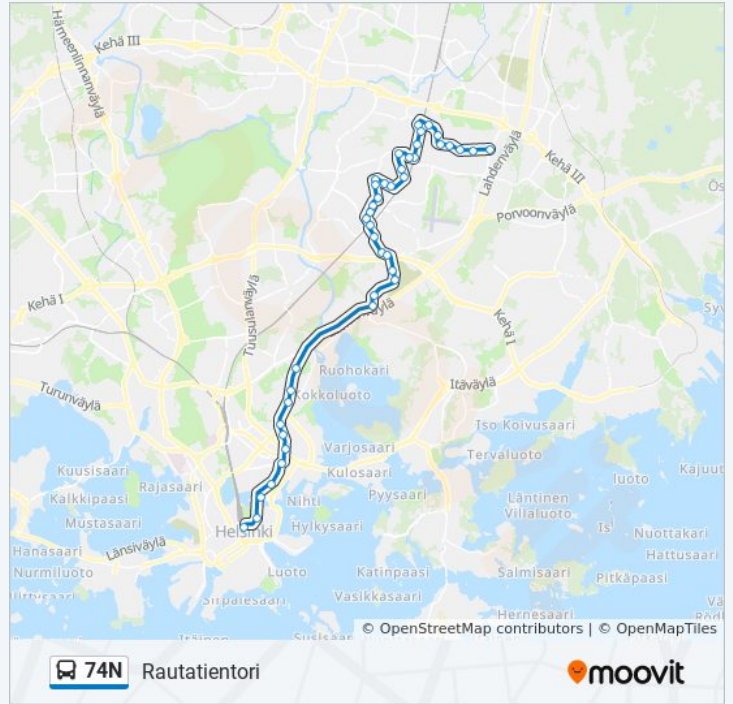 Hämeenlinnanväylä
Kehä III
Lahdenväylä
Kehä III
Porvoonväylä
Kehä I
Tuusulanväylä
Kehä I
Ruohokari
Kokkoluoto
Itäväylä
Turunväylä
Iso Koivusaari
Varjosaari
Tervaluoto
Kuusisaari
Rajasaari
Kulosaari
luoto
Kalkkipaasi
Pyysaari
Nihti
Läntinen
Villaluoto
Mustasaari
Hylkysaari
Nuottakari
Helsinki
Länsiväylä
Hattusaari
Nurmiluoto
Luoto
Katinpaasi
Salmisaari
Pitkäpaasi
Sirpalesaari
Vasikkasaari
Hernesaari
© OpenStreetMap contributors | © OpenMapTiles
74N Rautatientori
moovit